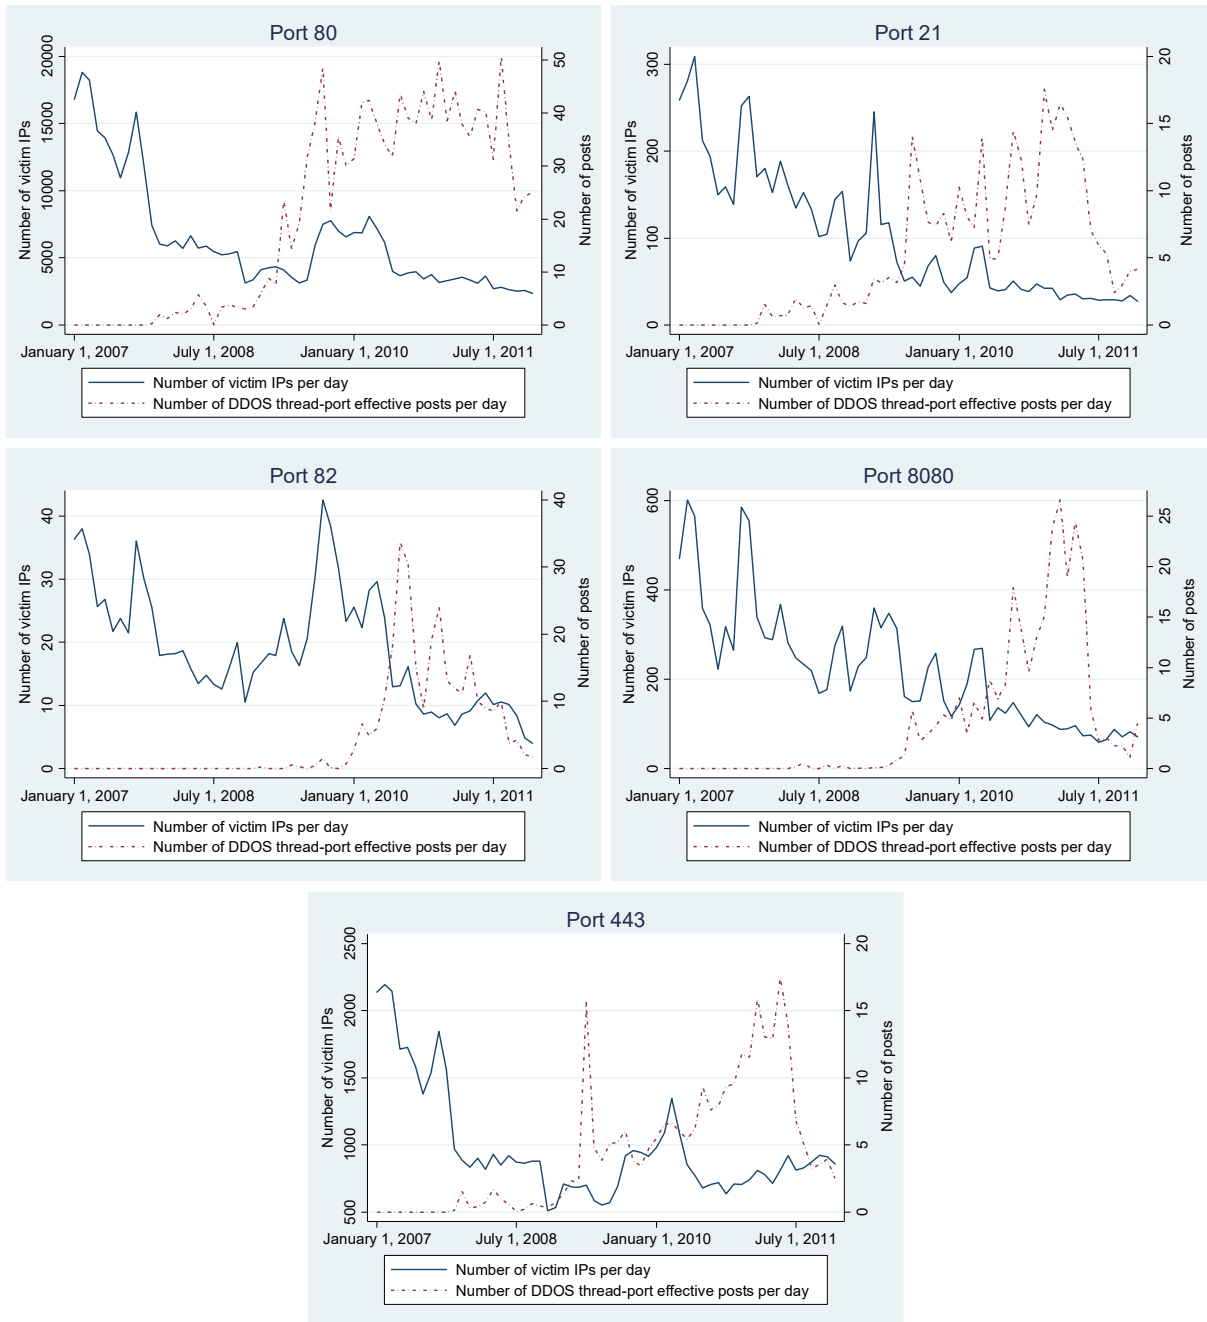 Port 80
Number of victim IPs
0 5000 10000 15000 20000
Number of posts
0 10 20 30 40 50
January 1, 2007 July 1, 2008 January 1, 2010 July 1, 2011
Number of victim IPs per day
Number of DDOS thread-port effective posts per day
Port 21
Number of victim IPs
0 100 200 300
Number of posts
0 5 10 15 20
January 1, 2007 July 1, 2008 January 1, 2010 July 1, 2011
Number of victim IPs per day
Number of DDOS thread-port effective posts per day
Port 82
Number of victim IPs
0 10 20 30 40
Number of posts
0 10 20 30 40
January 1, 2007 July 1, 2008 January 1, 2010 July 1, 2011
Number of victim IPs per day
Number of DDOS thread-port effective posts per day
Port 8080
Number of victim IPs
0 200 400 600
Number of posts
0 5 10 15 20 25
January 1, 2007 July 1, 2008 January 1, 2010 July 1, 2011
Number of victim IPs per day
Number of DDOS thread-port effective posts per day
Port 443
Number of victim IPs
500 1000 1500 2000 2500
Number of posts
0 5 10 15 20
January 1, 2007 July 1, 2008 January 1, 2010 July 1, 2011
Number of victim IPs per day
Number of DDOS thread-port effective posts per day